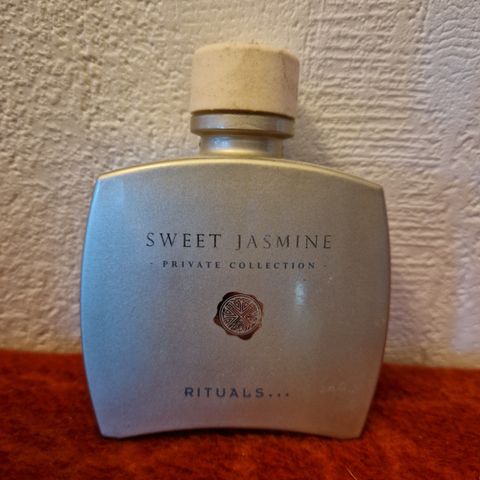 SWEET JASMINE
- PRIVATE COLLECTION -
RITUALS...